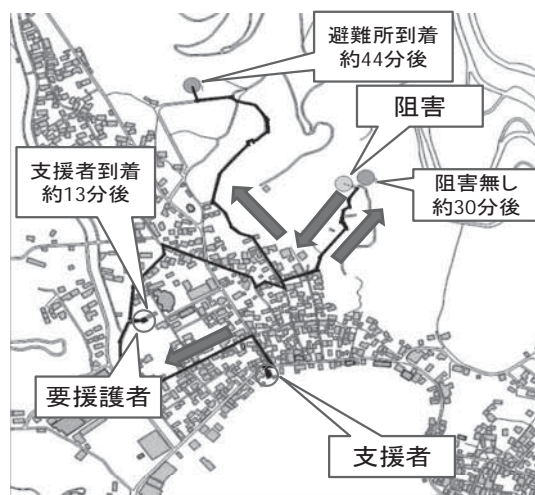 避難所到着
約44分後
阻害
支援者到着
約13分後
阻害無し
約30分後
要援護者
支援者